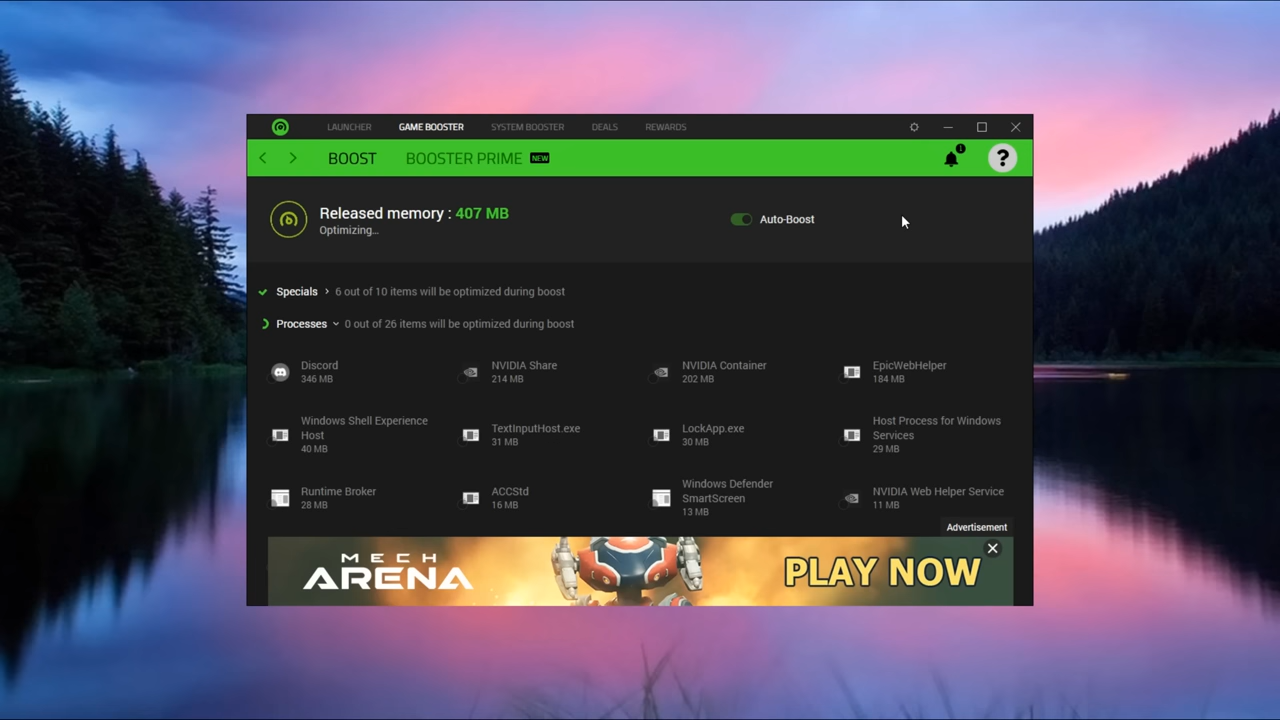 LAUNCHER GAME BOOSTER SYSTEM BOOSTER DEALS REWARDS
BOOST BOOSTER PRIME NEW 1 ?
Released memory : 407 MB
Optimizing...
Auto-Boost
Specials > 6 out of 10 items will be optimized during boost
Processes 0 out of 26 items will be optimized during boost
Discord
346 MB
NVIDIA Share
214 MB
NVIDIA Container
202 MB
EpicWebHelper
184 MB
Windows Shell Experience
Host
40 MB
TextInputHost.exe
31 MB
LockApp.exe
30 MB
Host Process for Windows
Services
29 MB
Runtime Broker
28 MB
ACCStd
16 MB
Windows Defender
SmartScreen
13 MB
NVIDIA Web Helper Service
11 MB
Advertisement
MECH
ARENA
PLAY NOW